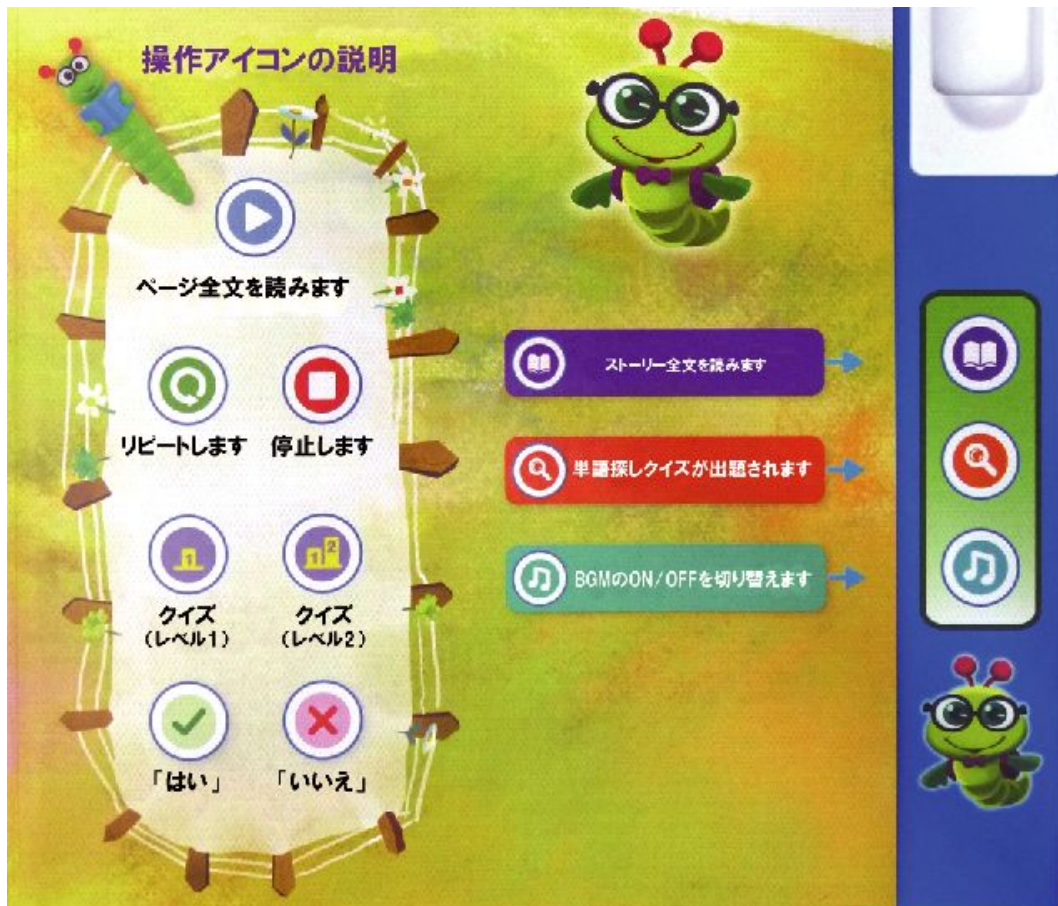 操作アイコンの説明
ページ全文を読みます
リピートします 停止します
1 1 2
クイズ クイズ
(レベル1) (レベル2)
「はい」 「いいえ」
ストーリー全文を読みます
単語探しクイズが出題されます
BGMのON/OFFを切り替えます